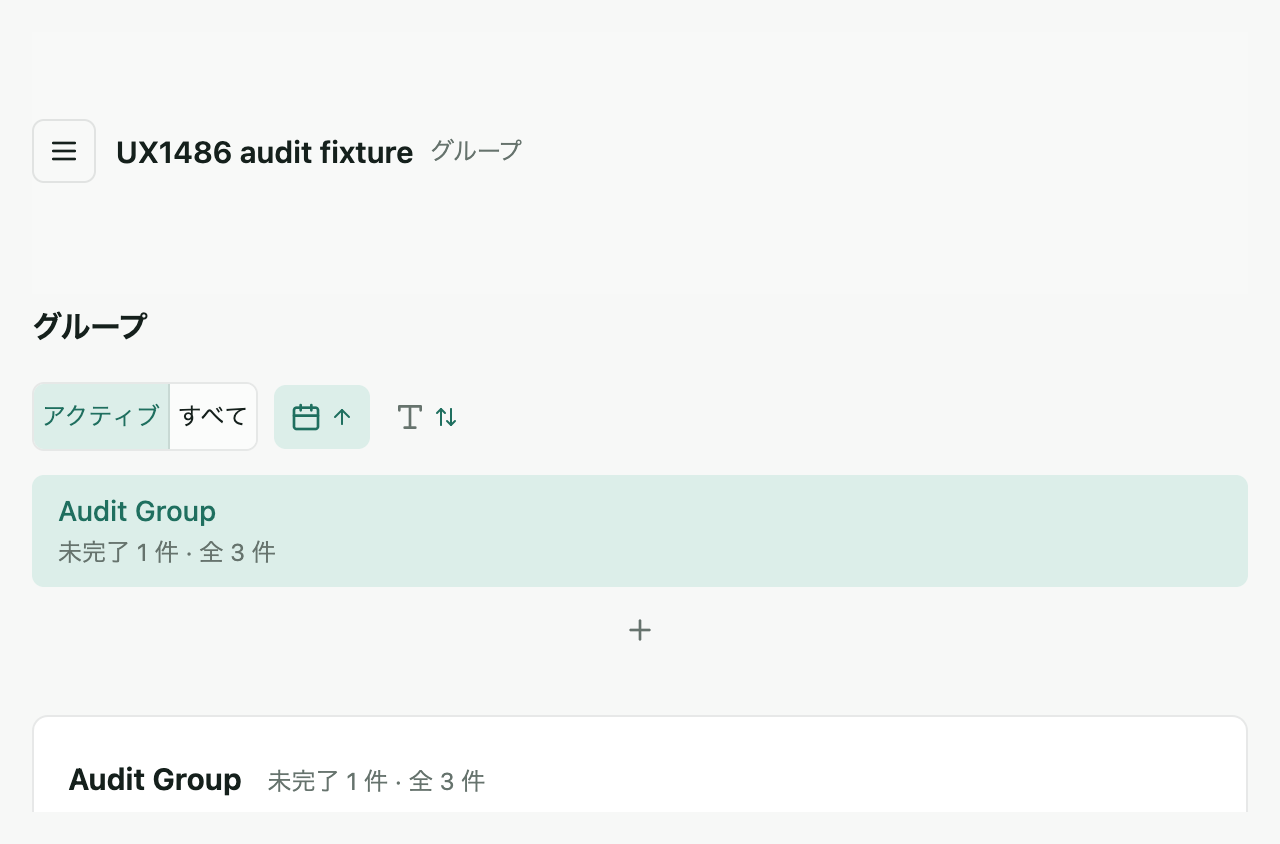 UX1486 audit fixture グループ
グループ
アクティブ すべて
Audit Group
未完了 1 件 · 全 3 件
Audit Group 未完了 1 件 · 全 3 件